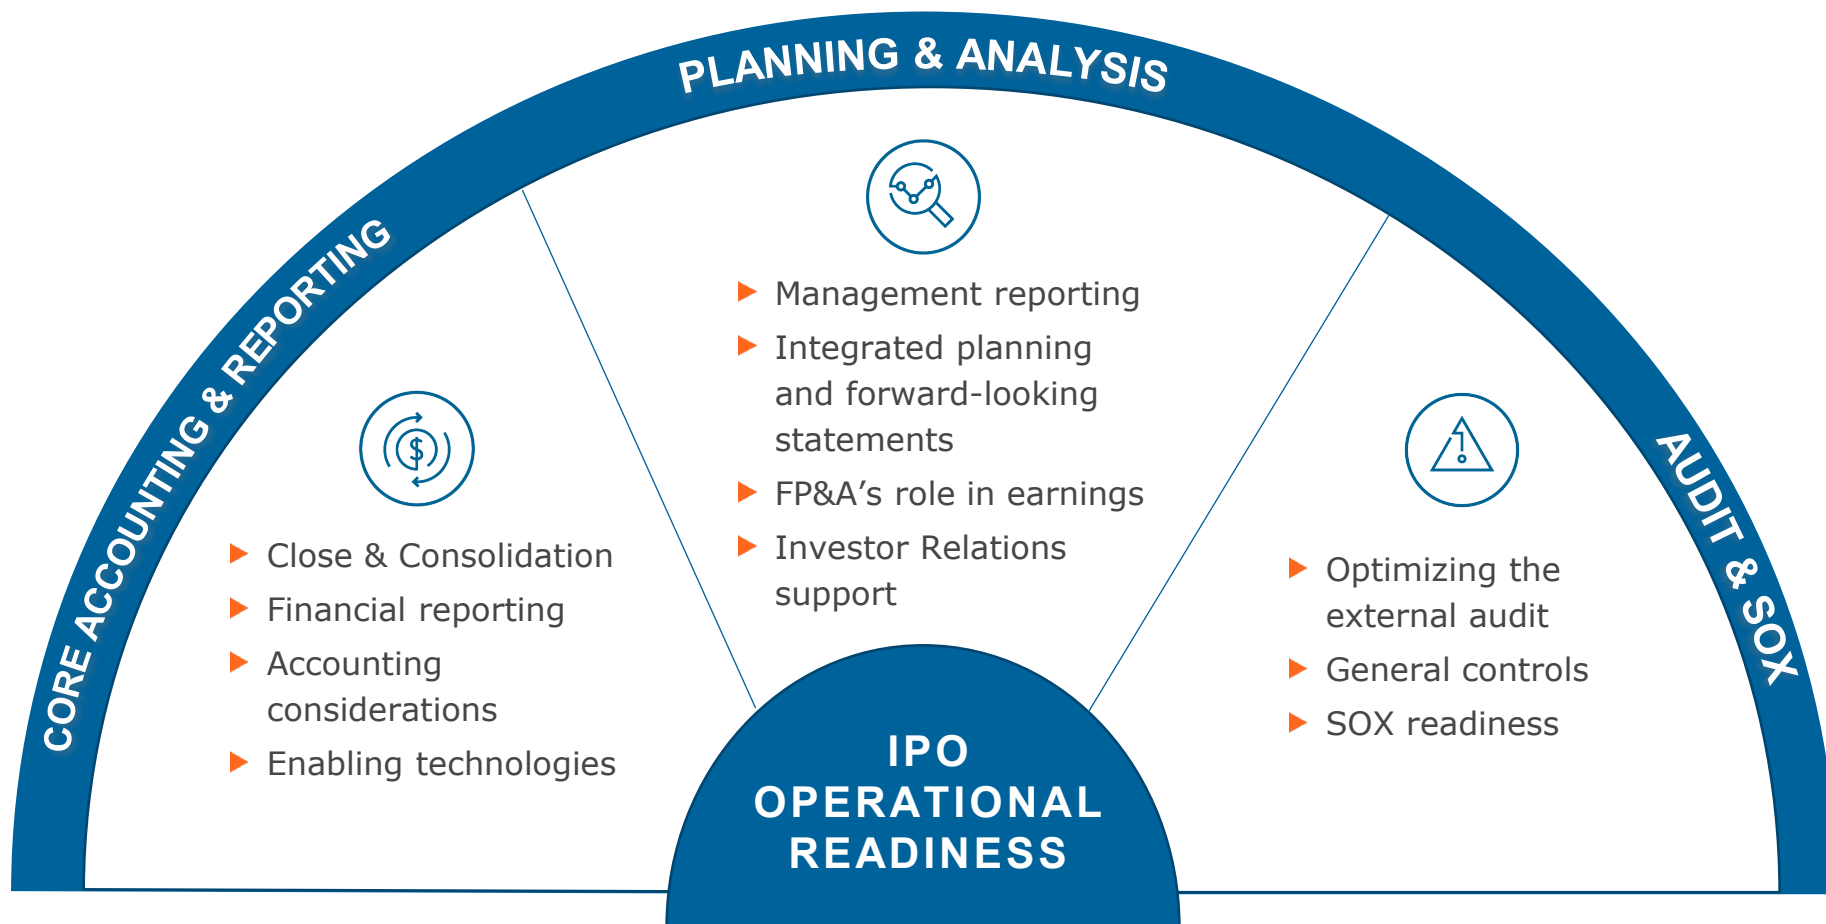 PLANNING & ANALYSIS
CORE ACCOUNTING & REPORTING
AUDIT & SOX
Close & Consolidation
Financial reporting
Accounting
considerations
Enabling technologies
Management reporting
Integrated planning
and forward-looking
statements
FP&A’s role in earnings
Investor Relations
support
Optimizing the
external audit
General controls
SOX readiness
IPO
OPERATIONAL
READINESS